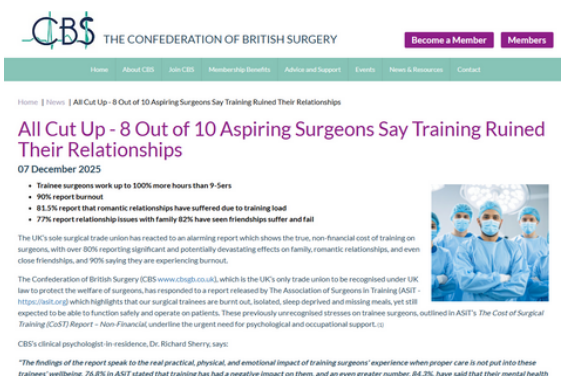 CBS THE CONFEDERATION OF BRITISH SURGERY
Become a Member
Members
Home About CBS Join CBS Membership Benefits Advice and Support Events News & Resources Contact
Home | News | All Cut Up - 8 Out of 10 Aspiring Surgeons Say Training Ruined Their Relationships
All Cut Up - 8 Out of 10 Aspiring Surgeons Say Training Ruined
Their Relationships
07 December 2025
• Trainee surgeons work up to 100% more hours than 9-5ers
• 90% report burnout
• 81.5% report that romantic relationships have suffered due to training load
• 77% report relationship issues with family 82% have seen friendships suffer and fail
The UK's sole surgical trade union has reacted to an alarming report which shows the true, non-financial cost of training on
surgeons, with over 80% reporting significant and potentially devastating effects on family, romantic relationships, and even
close friendships, and 90% saying they are experiencing burnout.
The Confederation of British Surgery (CBS www.cbsgb.co.uk), which is the UK's only trade union to be recognised under UK
law to protect the welfare of surgeons, has responded to a report released by The Association of Surgeons in Training (ASiT -
https://asit.org) which highlights that our surgical trainees are burnt out, isolated, sleep deprived and missing meals, yet still
expected to be able to function safely and operate on patients. These previously unrecognised stresses on trainee surgeons, outlined in ASiT's The Cost of Surgical
Training (CoST) Report – Non-Financial, underline the urgent need for psychological and occupational support. (1)
CBS's clinical psychologist-in-residence, Dr. Richard Sherry, says:
"The findings of the report speak to the real practical, physical, and emotional impact of training surgeons' experience when proper care is not put into these
trainees' wellbeing. 76.8% in ASiT stated that training has had a negative impact on them, and an even greater number, 84.3%, have said that their mental health